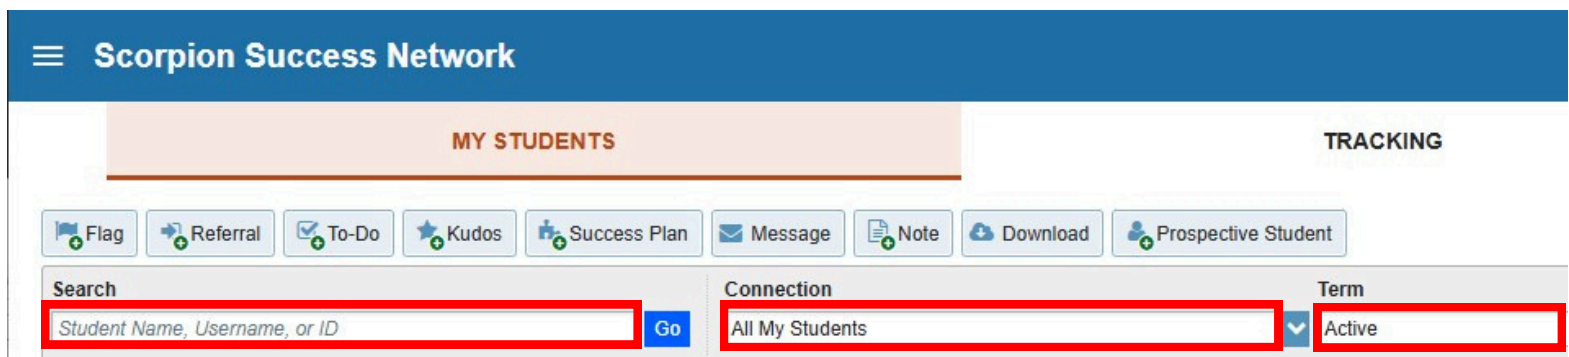 Scorpion Success Network
MY STUDENTS TRACKING
Flag Referral To-Do Kudos Success Plan Message Note Download Prospective Student
Search Connection Term
Student Name, Username, or ID Go All My Students Active